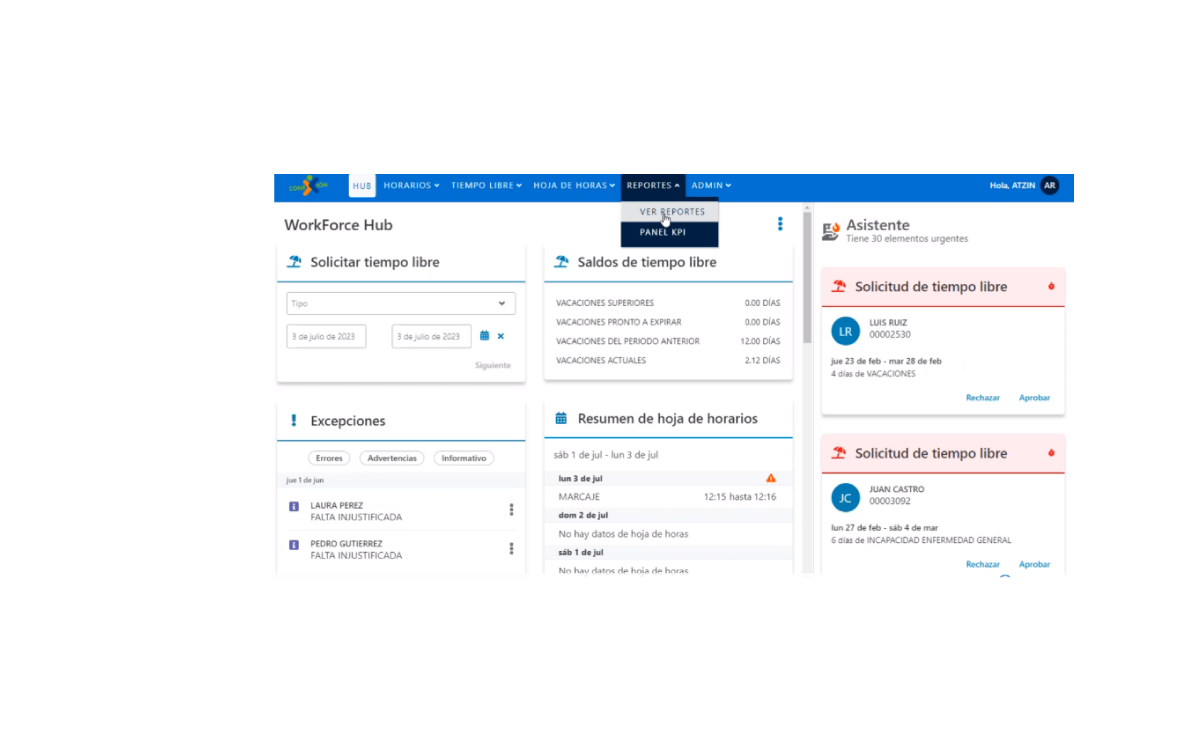 CONEXIÓN
HUB
HORARIOS
TIEMPO LIBRE
HOJA DE HORAS
REPORTES
ADMIN
Hola, ATZIN
AR
VER REPORTES
PANEL KPI
WorkForce Hub
Solicitar tiempo libre
Tipo
3 de julio de 2023
3 de julio de 2023
Siguiente
Saldos de tiempo libre
VACACIONES SUPERIORES 0.00 DÍAS
VACACIONES PRONTO A EXPIRAR 0.00 DÍAS
VACACIONES DEL PERIODO ANTERIOR 12.00 DÍAS
VACACIONES ACTUALES 2.12 DÍAS
Excepciones
Errores
Advertencias
Informativo
jue 1 de jun
LAURA PEREZ
FALTA INJUSTIFICADA
PEDRO GUTIERREZ
FALTA INJUSTIFICADA
Resumen de hoja de horarios
sáb 1 de jul - lun 3 de jul
lun 3 de jul
MARCAJE 12:15 hasta 12:16
dom 2 de jul
No hay datos de hoja de horas
sáb 1 de jul
No hay datos de hoja de horas
Asistente
Tiene 30 elementos urgentes
Solicitud de tiempo libre
LR
LUIS RUIZ
00002530
jue 23 de feb - mar 28 de feb
4 días de VACACIONES
Rechazar Aprobar
Solicitud de tiempo libre
JC
JUAN CASTRO
00003092
lun 27 de feb - sáb 4 de mar
6 días de INCAPACIDAD ENFERMEDAD GENERAL
Rechazar Aprobar